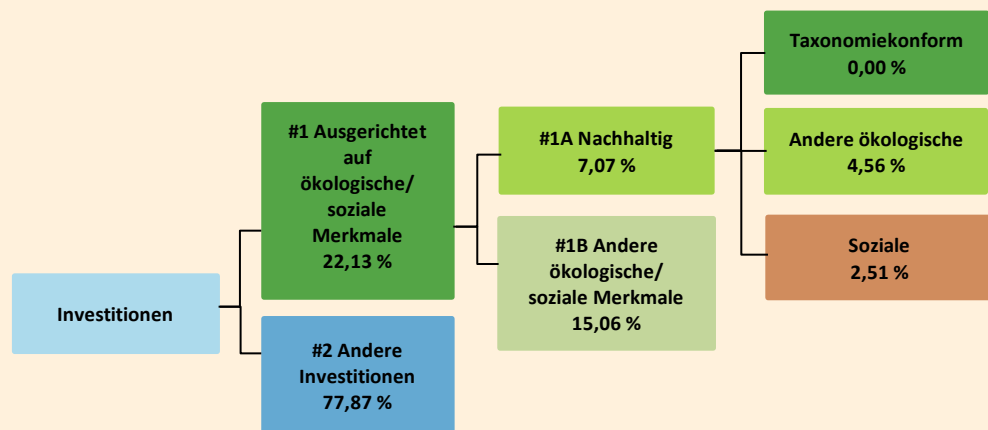 Investitionen
#1 Ausgerichtet
auf
ökologische/
soziale
Merkmale
22,13 %
#2 Andere
Investitionen
77,87 %
#1A Nachhaltig
7,07 %
#1B Andere
ökologische/
soziale Merkmale
15,06 %
Taxonomiekonform
0,00 %
Andere ökologische
4,56 %
Soziale
2,51 %